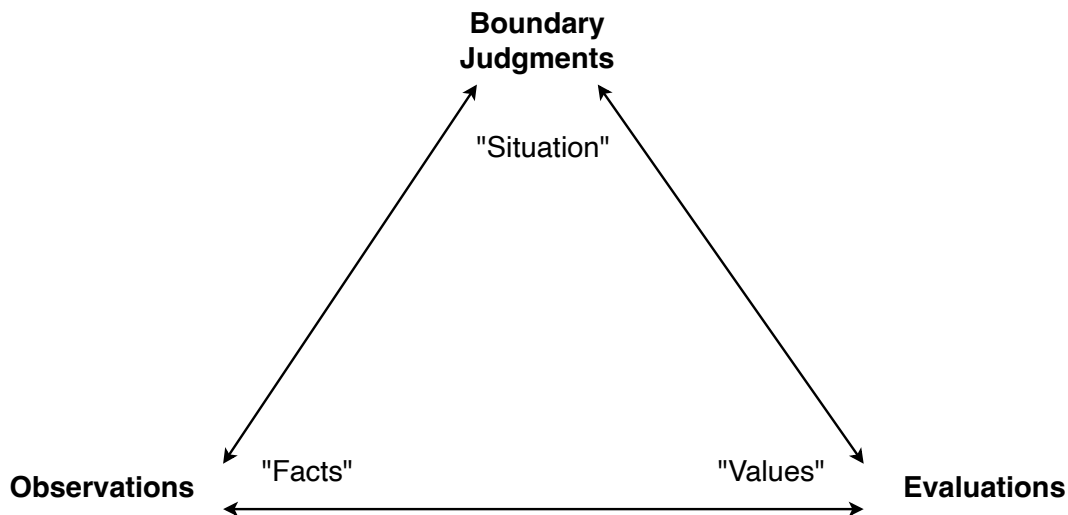 Boundary
Judgments
"Situation"
"Facts"
"Values"
Observations
Evaluations